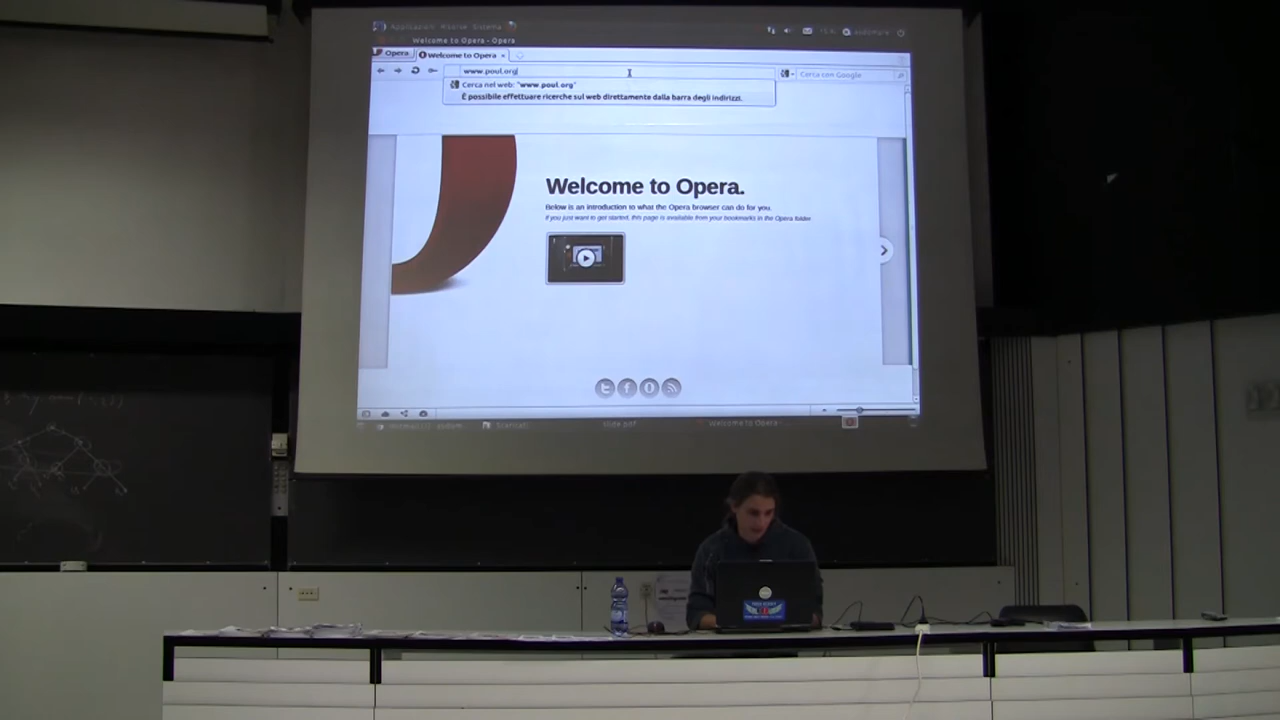 Applicazioni Risorse Sistema
Welcome to Opera - Opera
Opera
Welcome to Opera
www.poul.org
Cerca con Google
Cerca nel web: "www.poul.org"
È possibile effettuare ricerche sul web direttamente dalla barra degli indirizzi.
Welcome to Opera.
Below is an introduction to what the Opera browser can do for you.
If you just want to get started, this page is available from your bookmarks in the Opera folder
Slide.pdf
Welcome to Opera -